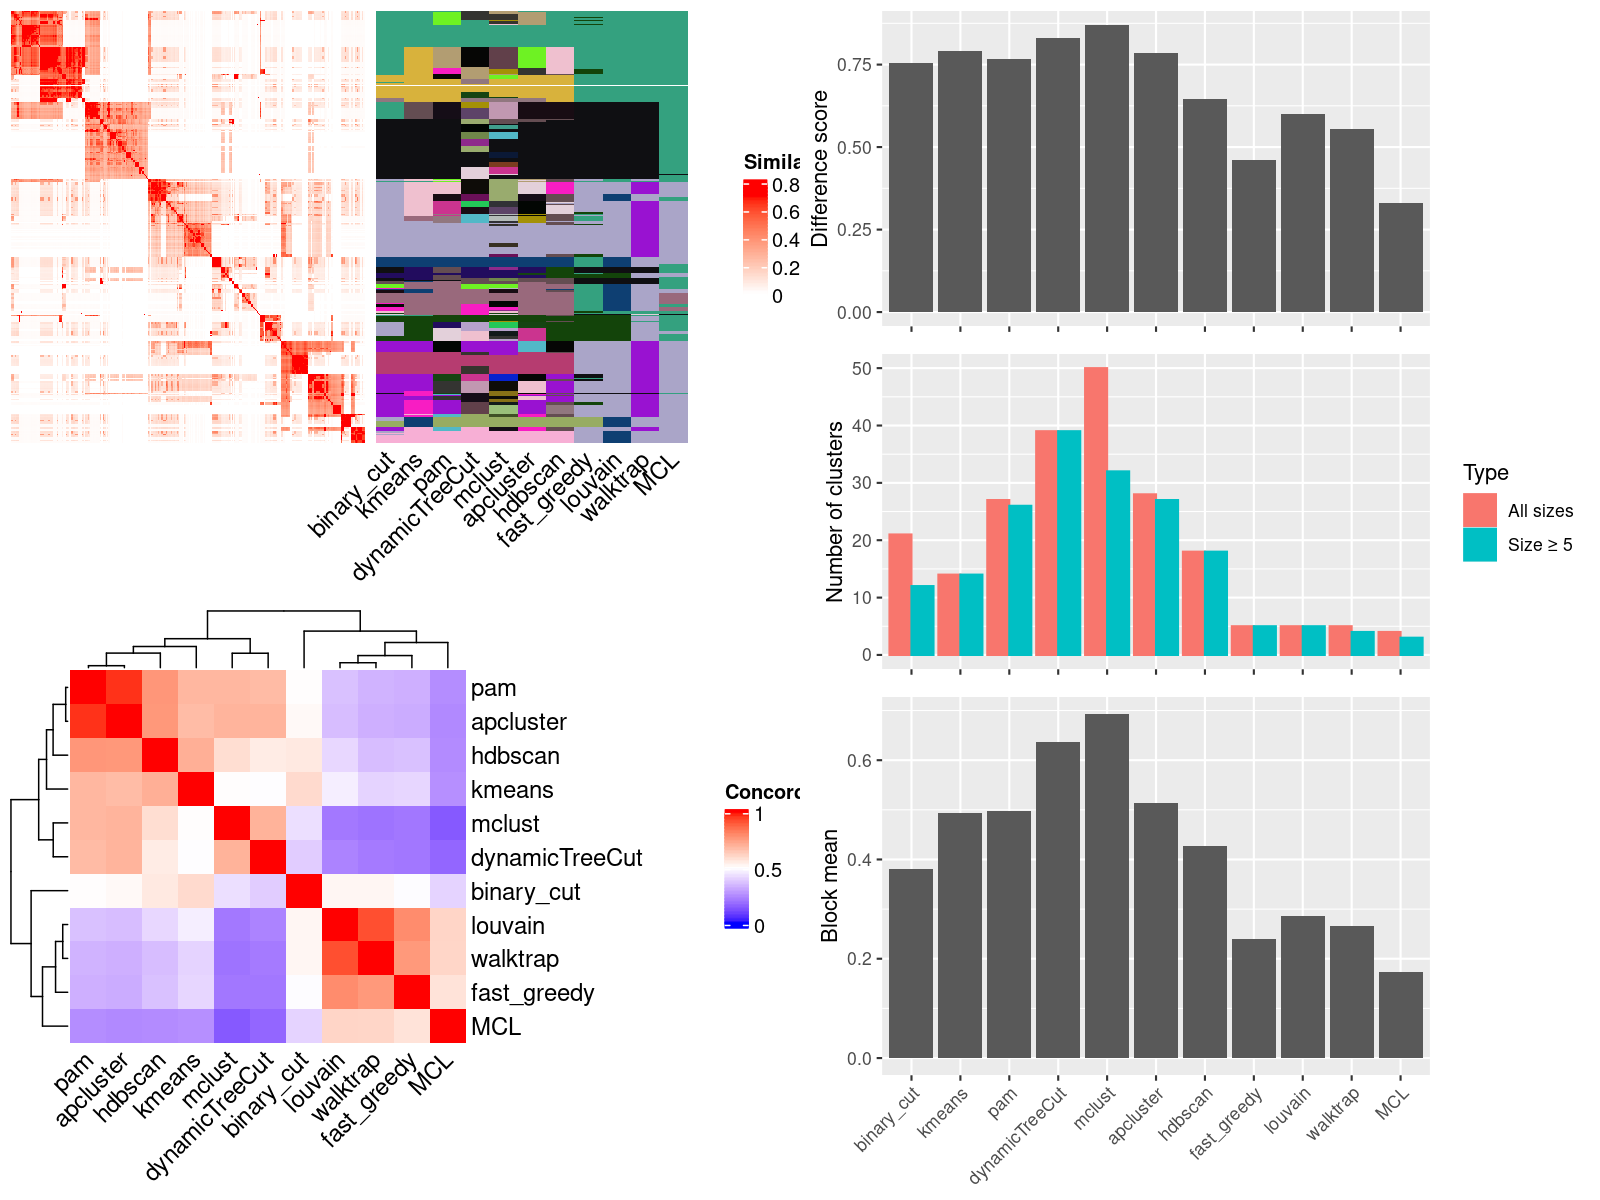 Simila
0.8
0.6
0.4
0.2
0
binary_cut
kmeans
pam
dynamicTreeCut
mclust
apcluster
hdbscan
fast_greedy
louvain
walktrap
MCL
pam
apcluster
hdbscan
kmeans
mclust
dynamicTreeCut
binary_cut
louvain
walktrap
fast_greedy
MCL
pam
apcluster
hdbscan
kmeans
mclust
dynamicTreeCut
binary_cut
louvain
walktrap
fast_greedy
MCL
Concord
1
0.5
0
Difference score
0.75
0.50
0.25
0.00
Number of clusters
50
40
30
20
10
0
Type
All sizes
Size ≥ 5
Block mean
0.6
0.4
0.2
0.0
binary_cut
kmeans
pam
dynamicTreeCut
mclust
apcluster
hdbscan
fast_greedy
louvain
walktrap
MCL